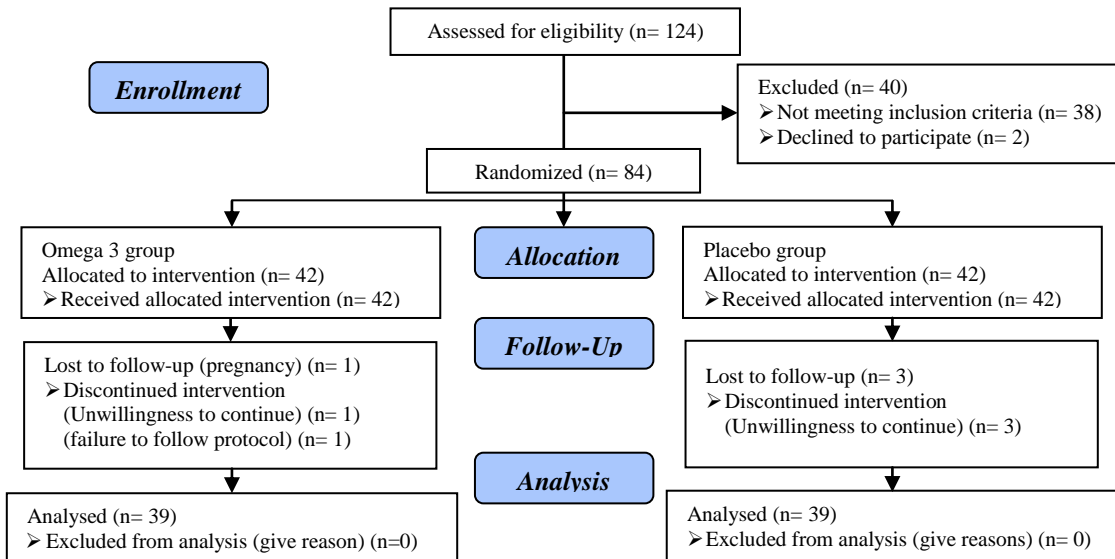 Assessed for eligibility (n= 124)
Enrollment
Excluded (n= 40)
➢Not meeting inclusion criteria (n= 38)
➢Declined to participate (n= 2)
Randomized (n= 84)
Omega 3 group
Allocated to intervention (n= 42)
➢Received allocated intervention (n= 42)
Allocation
Placebo group
Allocated to intervention (n= 42)
➢Received allocated intervention (n= 42)
Follow-Up
Lost to follow-up (pregnancy) (n= 1)
➢Discontinued intervention
(Unwillingness to continue) (n= 1)
(failure to follow protocol) (n= 1)
Lost to follow-up (n= 3)
➢Discontinued intervention
(Unwillingness to continue) (n= 3)
Analysis
Analysed (n= 39)
➢Excluded from analysis (give reason) (n=0)
Analysed (n= 39)
➢Excluded from analysis (give reasons) (n= 0)